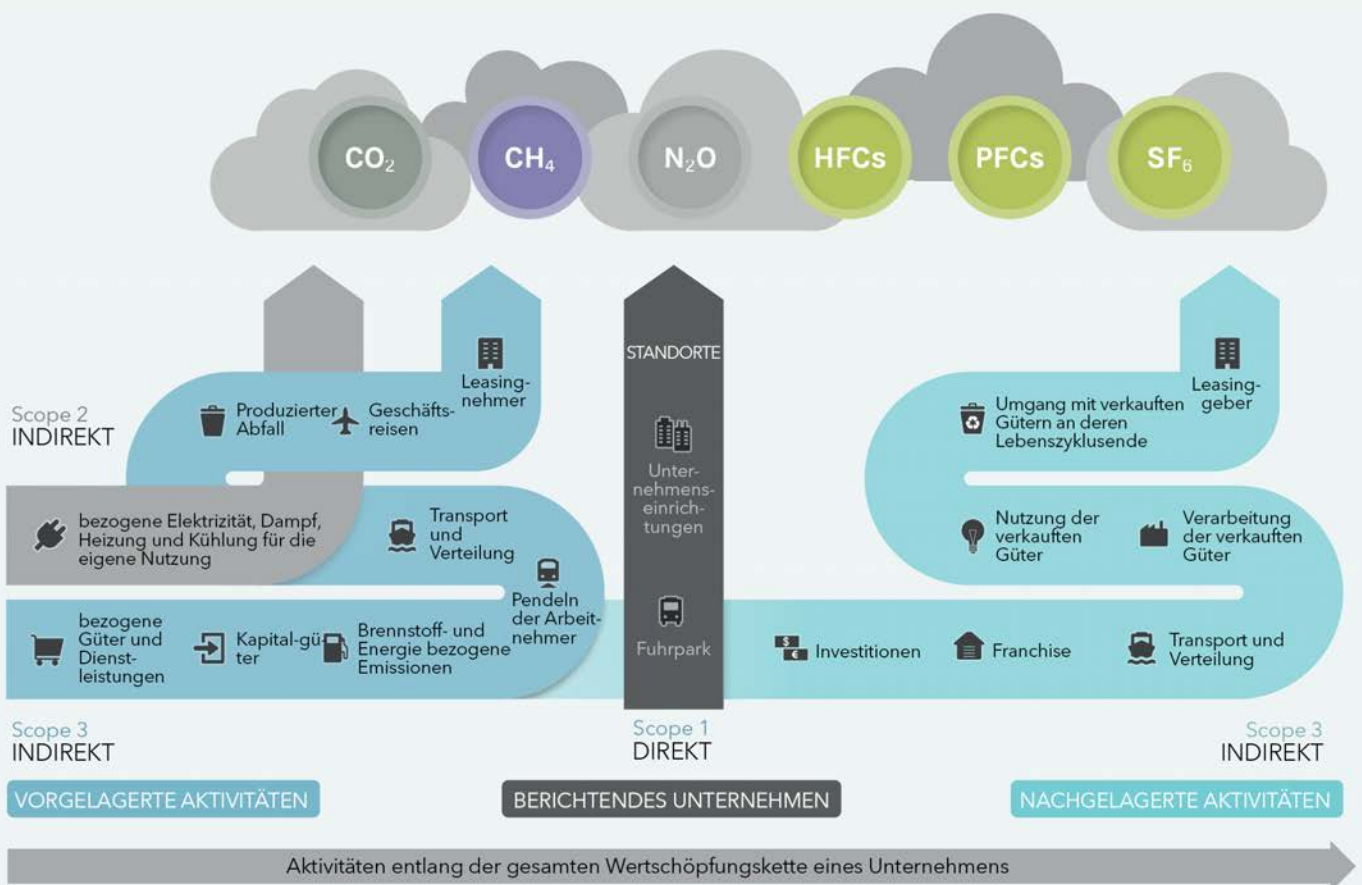 CO₂
CH₄
N₂O
HFCs
PFCs
SF₆
Scope 2
INDIREKT
Produzierter
Abfall
Geschäfts-
reisen
Leasing-
nehmer
bezogene Elektrizität, Dampf,
Heizung und Kühlung für die
eigene Nutzung
Transport
und
Verteilung
Pendeln
der Arbeit-
nehmer
bezogene
Güter und
Dienst-
leistungen
Kapital-gü-
ter
Brennstoff- und
Energie bezogene
Emissionen
Scope 3
INDIREKT
VORGELAGERTE AKTIVITÄTEN
STANDORTE
Unter-
nehmens-
einrich-
tungen
Fuhrpark
Scope 1
DIREKT
BERICHTENDES UNTERNEHMEN
Leasing-
geber
Umgang mit verkauften
Gütern an deren
Lebenszyklusende
Nutzung der
verkauften
Güter
Verarbeitung
der verkauften
Güter
$
€
Investitionen
Franchise
Transport und
Verteilung
Scope 3
INDIREKT
NACHGELAGERTE AKTIVITÄTEN
Aktivitäten entlang der gesamten Wertschöpfungskette eines Unternehmens